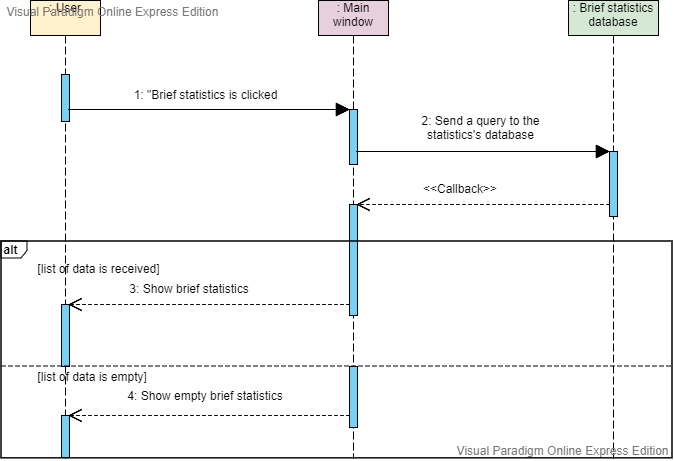 Visual Paradigm Online Express Edition
: User
: Main
window
: Brief statistics
database
1: "Brief statistics is clicked
2: Send a query to the
statistics's database
<<Callback>>
alt
[list of data is received]
3: Show brief statistics
[list of data is empty]
4: Show empty brief statistics
Visual Paradigm Online Express Edition